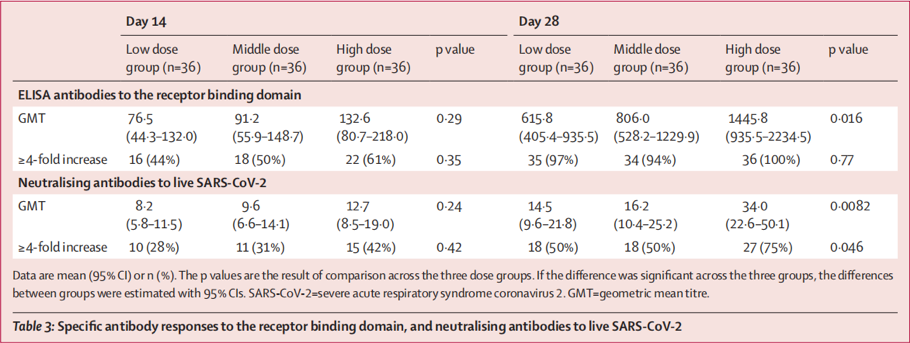 Day 14 Day 28
Low dose group (n=36) Middle dose group (n=36) High dose group (n=36) p value Low dose group (n=36) Middle dose group (n=36) High dose group (n=36) p value
ELISA antibodies to the receptor binding domain
GMT 76·5 (44·3–132·0) 91·2 (55·9–148·7) 132·6 (80·7–218·0) 0·29 615·8 (405·4–935·5) 806·0 (528·2–1229·9) 1445·8 (935·5–2234·5) 0·016
≥4-fold increase 16 (44%) 18 (50%) 22 (61%) 0·35 35 (97%) 34 (94%) 36 (100%) 0·77
Neutralising antibodies to live SARS-CoV-2
GMT 8·2 (5·8–11·5) 9·6 (6·6–14·1) 12·7 (8·5–19·0) 0·24 14·5 (9·6–21·8) 16·2 (10·4–25·2) 34·0 (22·6–50·1) 0·0082
≥4-fold increase 10 (28%) 11 (31%) 15 (42%) 0·42 18 (50%) 18 (50%) 27 (75%) 0·046
Data are mean (95% CI) or n (%). The p values are the result of comparison across the three dose groups. If the difference was significant across the three groups, the differences
between groups were estimated with 95% CIs. SARS-CoV-2=severe acute respiratory syndrome coronavirus 2. GMT=geometric mean titre.
Table 3: Specific antibody responses to the receptor binding domain, and neutralising antibodies to live SARS-CoV-2